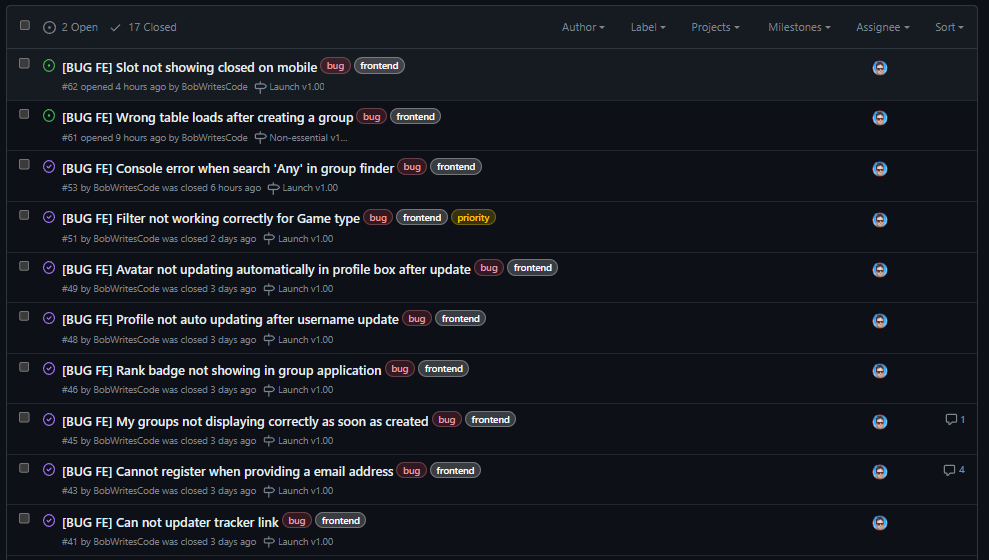 2 Open 17 Closed Author Label Projects Milestones Assignee Sort
[BUG FE] Slot not showing closed on mobile bug frontend
#62 opened 4 hours ago by BobWritesCode Launch v1.00
[BUG FE] Wrong table loads after creating a group bug frontend
#61 opened 9 hours ago by BobWritesCode Non-essential v1...
[BUG FE] Console error when search 'Any' in group finder bug frontend
#53 by BobWritesCode was closed 6 hours ago Launch v1.00
[BUG FE] Filter not working correctly for Game type bug frontend priority
#51 by BobWritesCode was closed 2 days ago Launch v1.00
[BUG FE] Avatar not updating automatically in profile box after update bug frontend
#49 by BobWritesCode was closed 3 days ago Launch v1.00
[BUG FE] Profile not auto updating after username update bug frontend
#48 by BobWritesCode was closed 3 days ago Launch v1.00
[BUG FE] Rank badge not showing in group application bug frontend
#46 by BobWritesCode was closed 3 days ago Launch v1.00
[BUG FE] My groups not displaying correctly as soon as created bug frontend 1
#45 by BobWritesCode was closed 3 days ago Launch v1.00
[BUG FE] Cannot register when providing a email address bug frontend 4
#43 by BobWritesCode was closed 3 days ago Launch v1.00
[BUG FE] Can not updater tracker link bug frontend
#41 by BobWritesCode was closed 3 days ago Launch v1.00